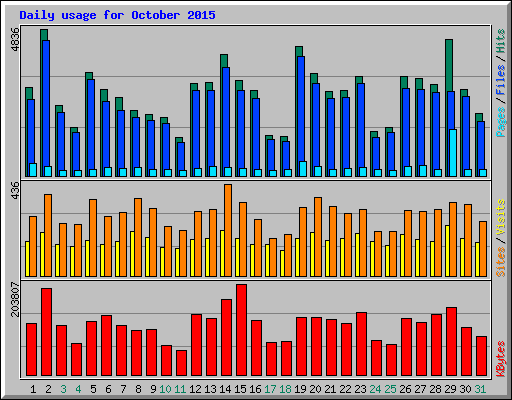 Daily usage for October 2015
4836
Pages / Files / Hits
436
Sites / Visits
203807
KBytes
1 2 3 4 5 6 7 8 9 10 11 12 13 14 15 16 17 18 19 20 21 22 23 24 25 26 27 28 29 30 31